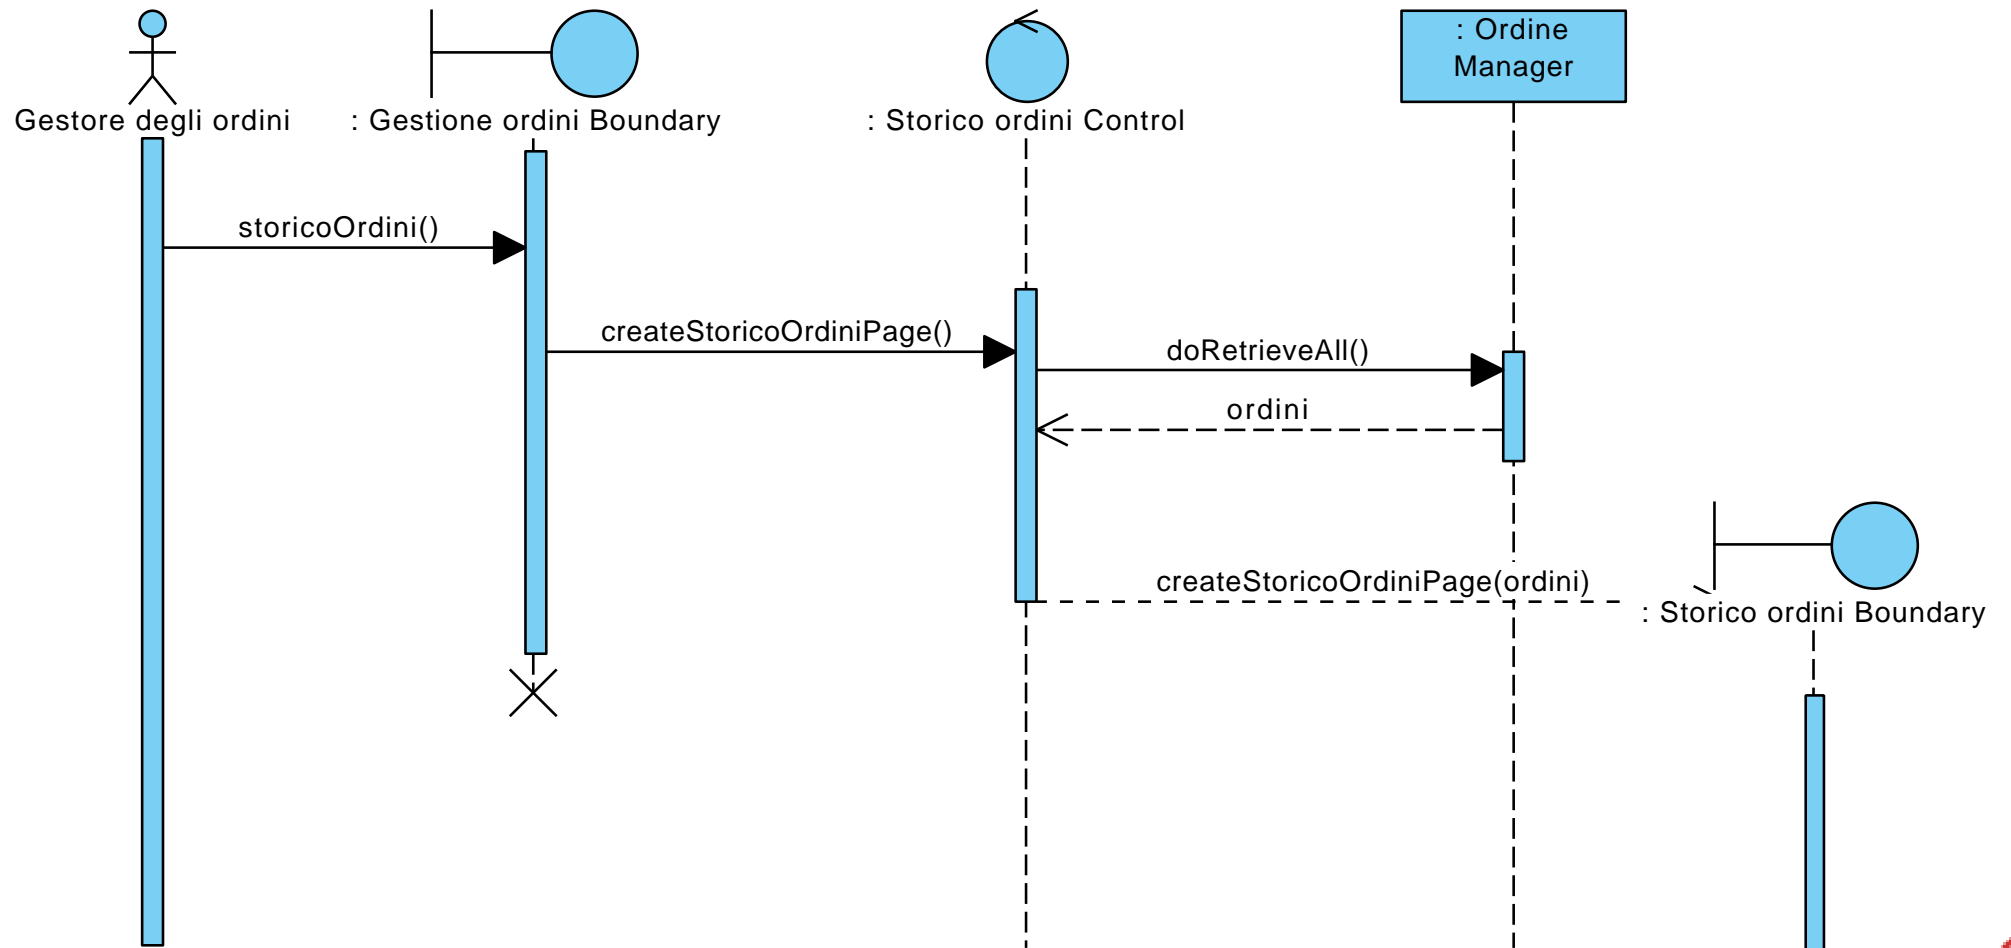 : Ordine
Manager
Gestore degli ordini
: Gestione ordini Boundary
: Storico ordini Control
storicoOrdini()
createStoricoOrdiniPage()
doRetrieveAll()
ordini
createStoricoOrdiniPage(ordini)
: Storico ordini Boundary